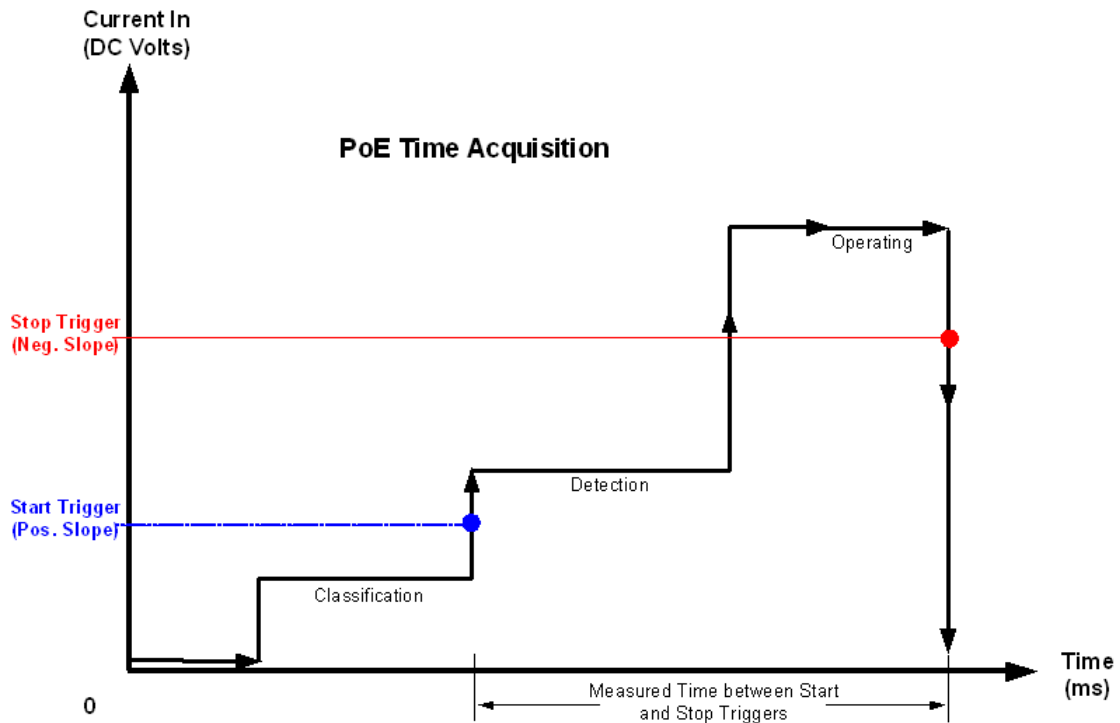 Current In
(DC Volts)
PoE Time Acquisition
Operating
Stop Trigger
(Neg. Slope)
Detection
Start Trigger
(Pos. Slope)
Classification
Time
(ms)
Measured Time between Start
and Stop Triggers
0